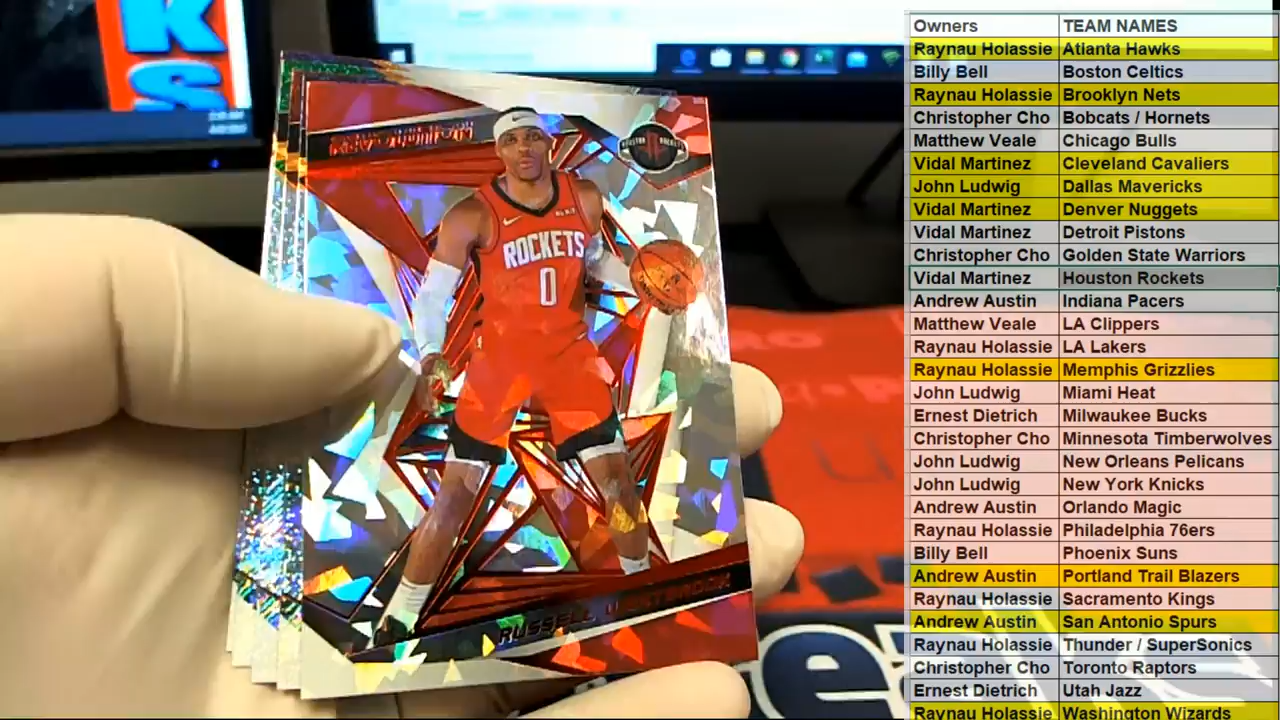 KS
REVOLUTION
HOUSTON ROCKETS
ROCKETS
0
RUSSELL WESTBROOK
Owners TEAM NAMES
Raynau Holassie Atlanta Hawks
Billy Bell Boston Celtics
Raynau Holassie Brooklyn Nets
Christopher Cho Bobcats / Hornets
Matthew Veale Chicago Bulls
Vidal Martinez Cleveland Cavaliers
John Ludwig Dallas Mavericks
Vidal Martinez Denver Nuggets
Vidal Martinez Detroit Pistons
Christopher Cho Golden State Warriors
Vidal Martinez Houston Rockets
Andrew Austin Indiana Pacers
Matthew Veale LA Clippers
Raynau Holassie LA Lakers
Raynau Holassie Memphis Grizzlies
John Ludwig Miami Heat
Ernest Dietrich Milwaukee Bucks
Christopher Cho Minnesota Timberwolves
John Ludwig New Orleans Pelicans
John Ludwig New York Knicks
Andrew Austin Orlando Magic
Raynau Holassie Philadelphia 76ers
Billy Bell Phoenix Suns
Andrew Austin Portland Trail Blazers
Raynau Holassie Sacramento Kings
Andrew Austin San Antonio Spurs
Raynau Holassie Thunder / SuperSonics
Christopher Cho Toronto Raptors
Ernest Dietrich Utah Jazz
Raynau Holassie Washington Wizards